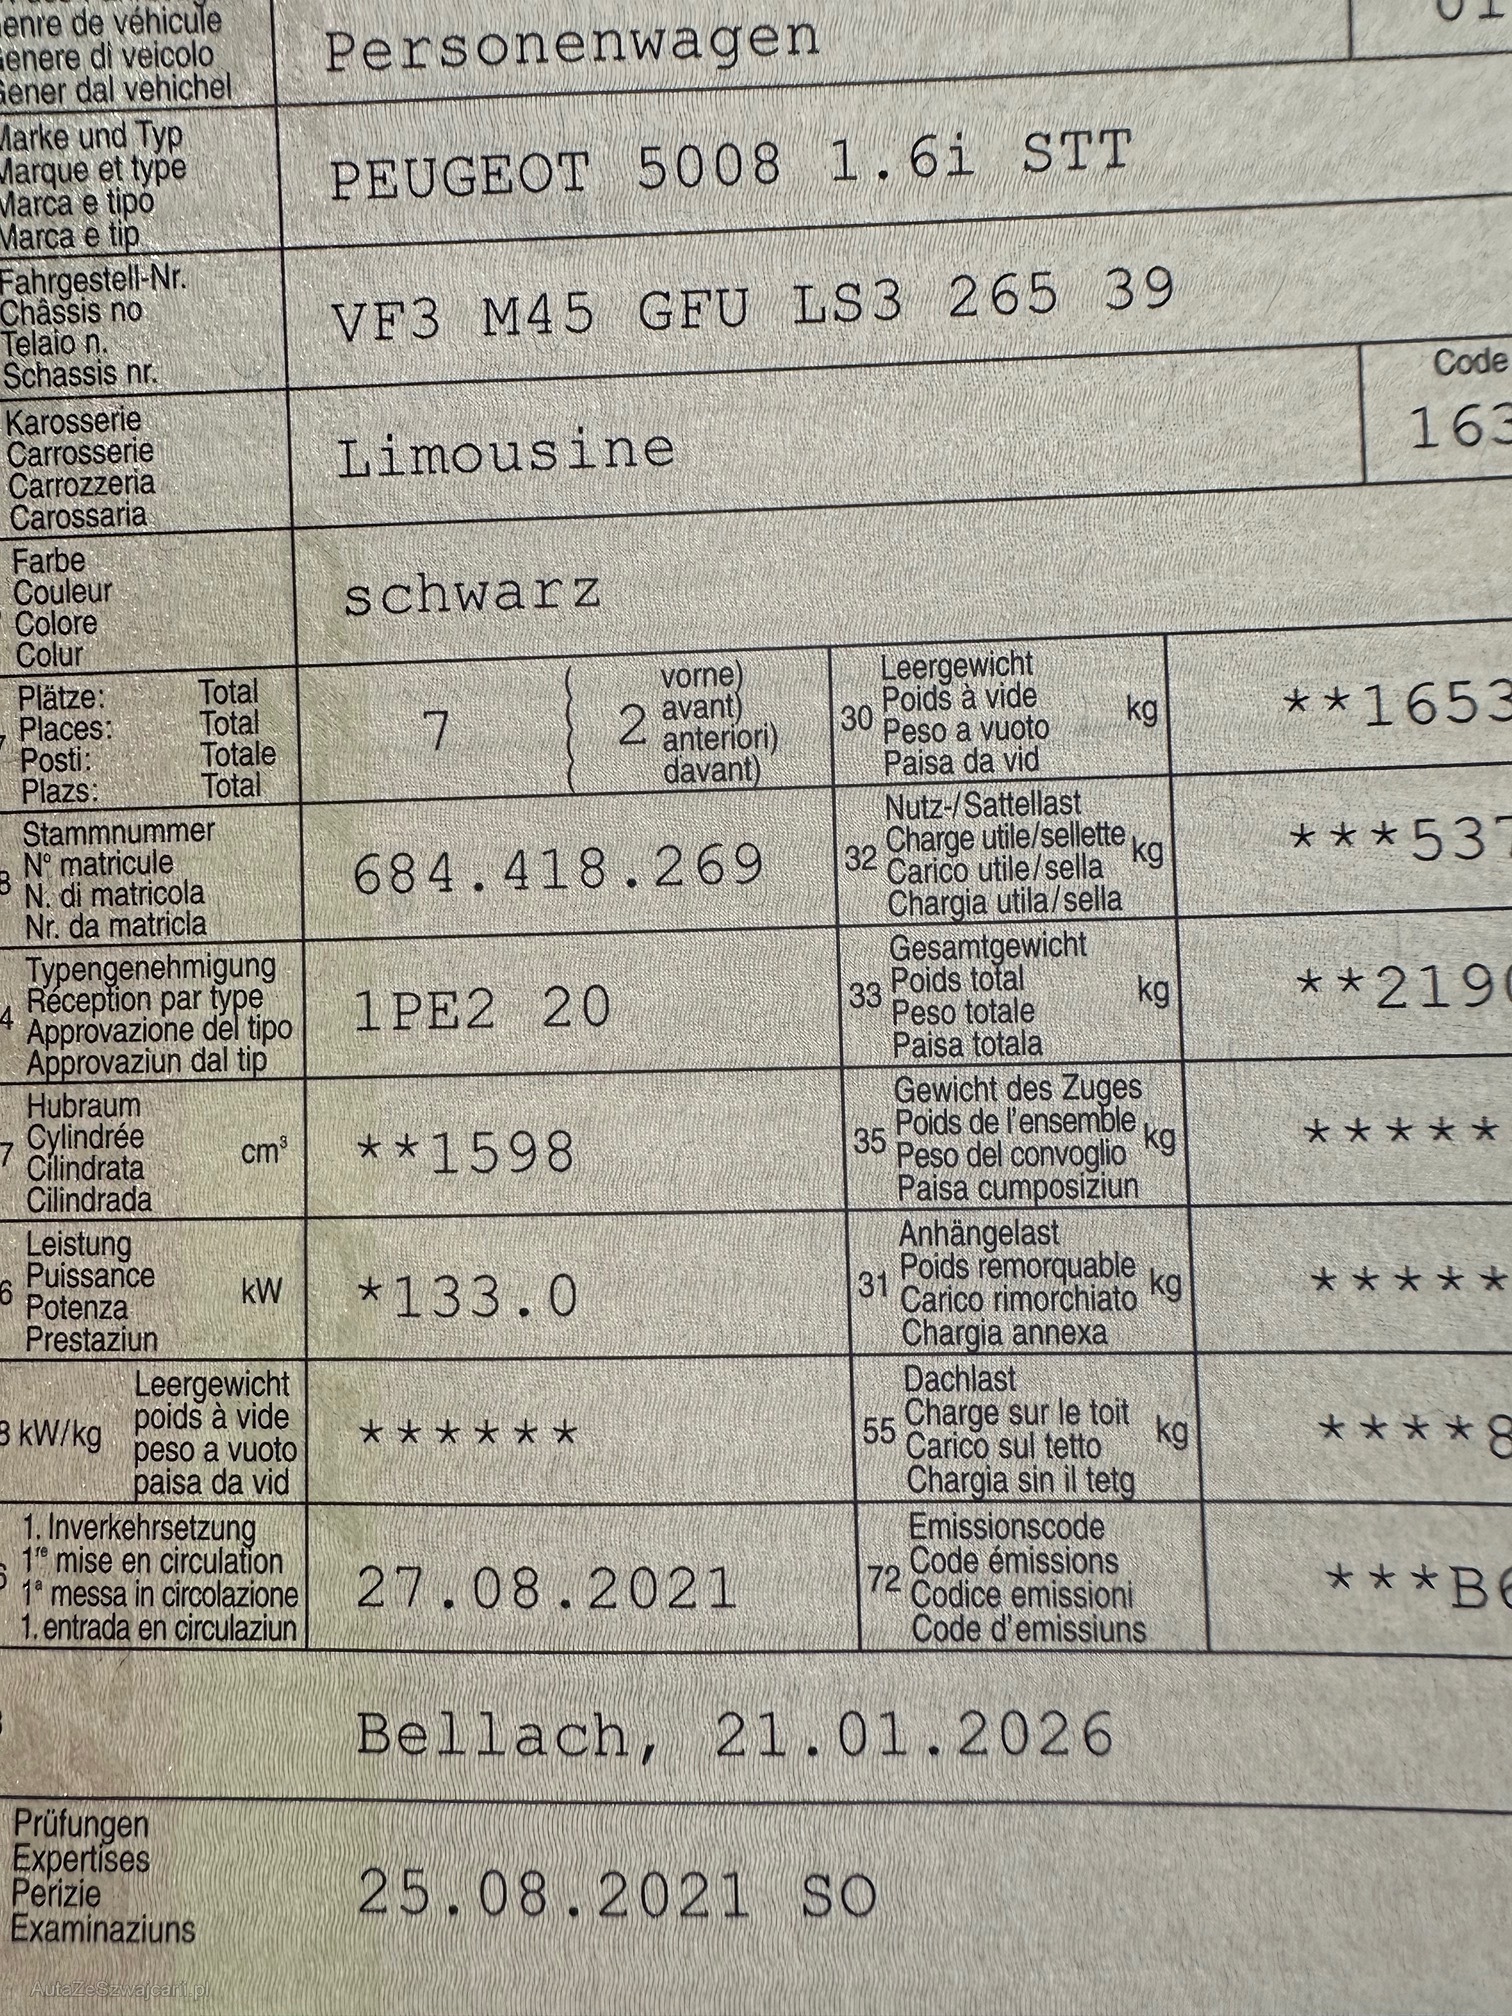 enre de véhicule
enere di veicolo
Gener dal vehichel
Personenwagen
Marke und Typ
Marque et type
Marca e tipo
Marca e tip
PEUGEOT 5008 1.6i STT
Fahrgestell-Nr.
Châssis no
Telaio n.
Schassis nr.
VF3 M45 GFU LS3 265 39
Karosserie
Carrosserie
Carrozzeria
Carossaria
Limousine
Code
163
Farbe
Couleur
Colore
Colur
schwarz
Plätze: Total
Places: Total
Posti: Totale
Plazs: Total
7
2
vorne)
avant)
anteriori)
davant)
30
Leergewicht
Poids à vide
Peso a vuoto
Paisa da vid
kg
**1653
Stammnummer
N° matricule
N. di matricola
Nr. da matricla
684.418.269
32
Nutz-/Sattellast
Charge utile/sellette
Carico utile/sella
Chargia utila/sella
kg
***537
Typengenehmigung
Réception par type
Approvazione del tipo
Approvaziun dal tip
1PE2 20
33
Gesamtgewicht
Poids total
Peso totale
Paisa totala
kg
**2190
Hubraum
Cylindrée
Cilindrata
Cilindrada
cm³
**1598
35
Gewicht des Zuges
Poids de l'ensemble
Peso del convoglio
Paisa cumposiziun
kg
*****
Leistung
Puissance
Potenza
Prestaziun
kW
*133.0
31
Anhängelast
Poids remorquable
Carico rimorchiato
Chargia annexa
kg
*****
kW/kg
Leergewicht
poids à vide
peso a vuoto
paisa da vid
******
55
Dachlast
Charge sur le toit
Carico sul tetto
Chargia sin il tetg
kg
****8
1. Inverkehrsetzung
1re mise en circulation
1a messa in circolazione
1. entrada en circulaziun
27.08.2021
72
Emissionscode
Code émissions
Codice emissioni
Code d'emissiuns
***B6
Bellach, 21.01.2026
Prüfungen
Expertises
Perizie
Examinaziuns
25.08.2021 SO
AutaZeSzwajcarii.pl